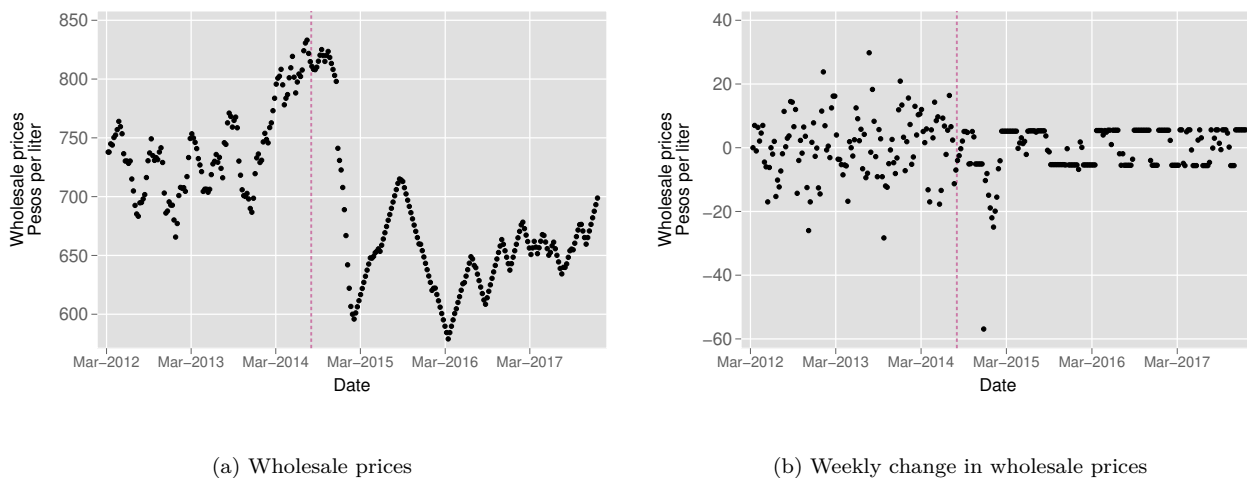 Wholesale prices
Pesos per liter
850
800
750
700
650
600
Mar–2012
Mar–2013
Mar–2014
Mar–2015
Mar–2016
Mar–2017
Date
(a) Wholesale prices
Wholesale prices
Pesos per liter
40
20
0
−20
−40
−60
Mar–2012
Mar–2013
Mar–2014
Mar–2015
Mar–2016
Mar–2017
Date
(b) Weekly change in wholesale prices